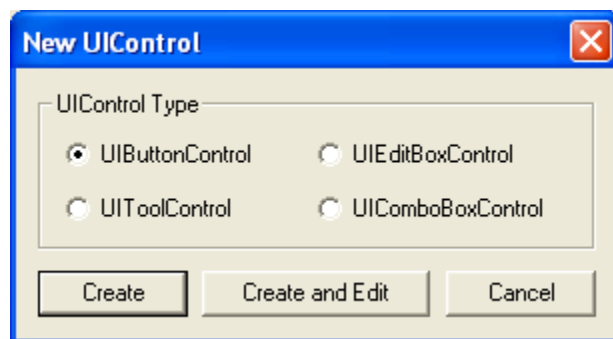 New UIControl
UIControl Type
UIButtonControl UIEditBoxControl
UIToolControl UIComboBoxControl
Create Create and Edit Cancel